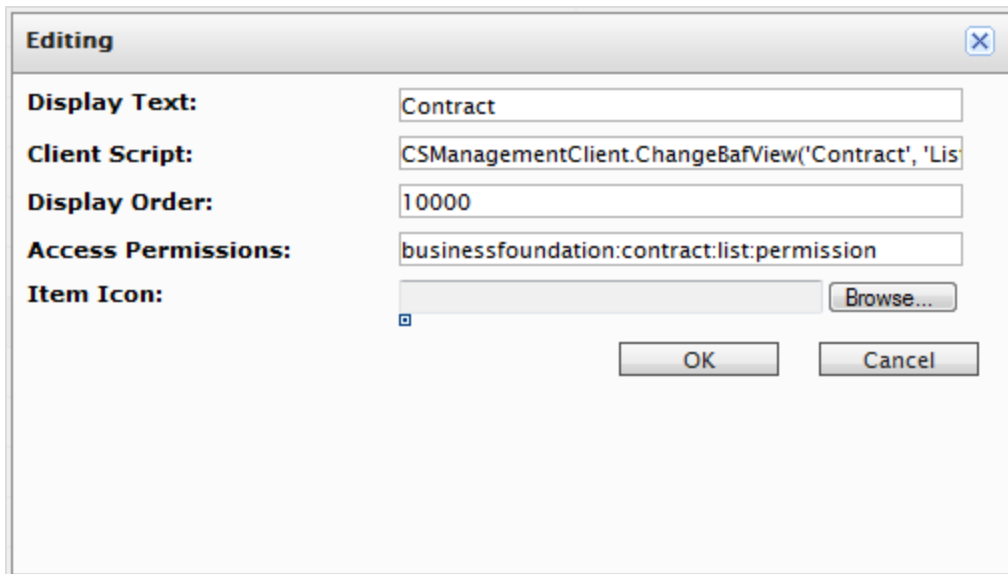 Editing
Display Text: Contract
Client Script: CSManagementClient.ChangeBafView('Contract', 'List
Display Order: 10000
Access Permissions: businessfoundation:contract:list:permission
Item Icon: Browse...
OK Cancel